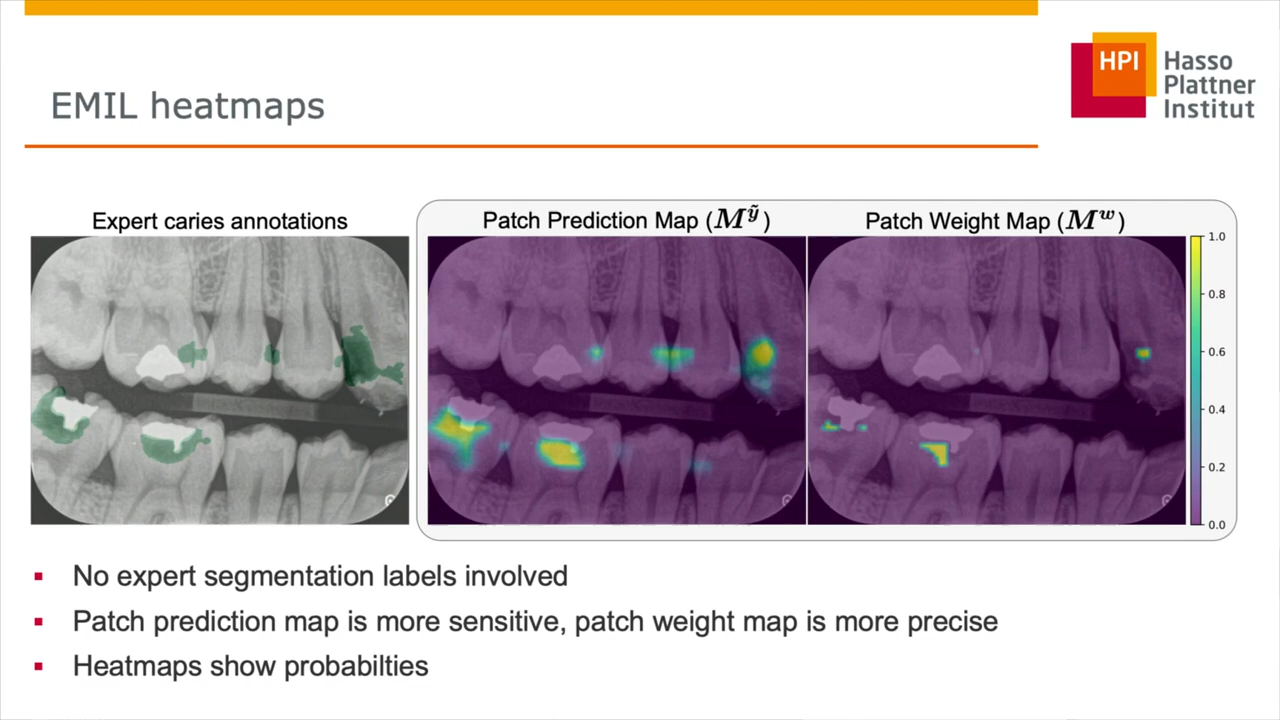 HPI
Hasso
Plattner
Institut
EMIL heatmaps
Expert caries annotations
Patch Prediction Map (M^ỹ)
Patch Weight Map (M^w)
1.0
0.8
0.6
0.4
0.2
0.0
▪ No expert segmentation labels involved
▪ Patch prediction map is more sensitive, patch weight map is more precise
▪ Heatmaps show probabilties